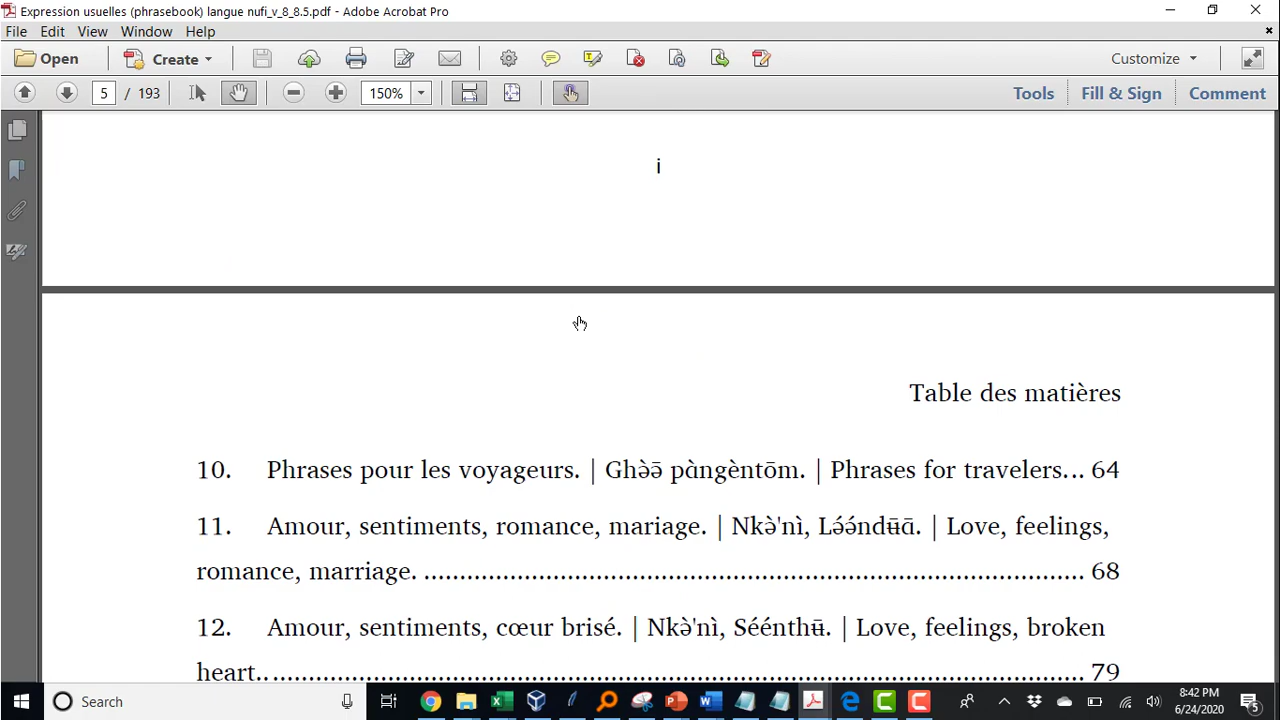 Expression usuelles (phrasebook) langue nufi_v_8_8.5.pdf - Adobe Acrobat Pro
File Edit View Window Help
Open Create Customize
5 / 193 150% Tools Fill & Sign Comment
i
Table des matières
10. Phrases pour les voyageurs. | Ghə̀ə̄ pɑ̀ngèntōm. | Phrases for travelers... 64
11. Amour, sentiments, romance, mariage. | Nkə̀'nì, Lə́ə́ndʉ̄ɑ̄. | Love, feelings,
romance, marriage. .......................................................................... 68
12. Amour, sentiments, cœur brisé. | Nkə̀'nì, Séénthʉ̄. | Love, feelings, broken
heart.. .......................................................................................... 79
Search
8:42 PM
6/24/2020
5